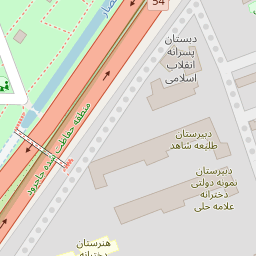 54
دبستان
پسرانه
انقلاب
اسلامی
منطقه حفاظت شده جاجرود
دبیرستان
طلیعه شاهد
دبیرستان
نمونه دولتی
دخترانه
علامه حلی
هنرستان
دخترانه